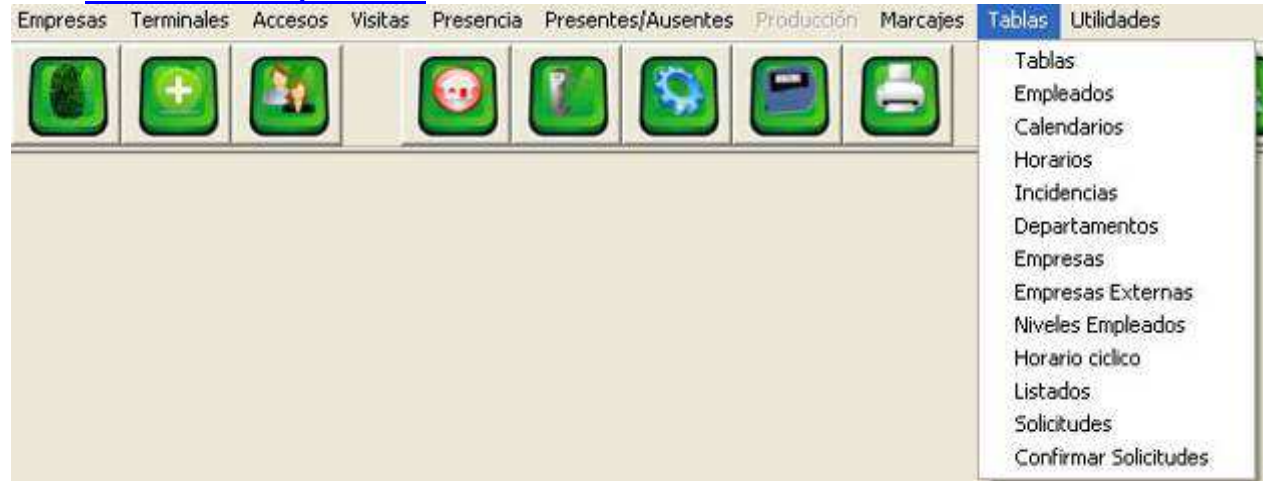 Empresas Terminales Accesos Visitas Presencia Presentes/Ausentes Producción Marcajes Tablas Utilidades
Tablas
Empleados
Calendarios
Horarios
Incidencias
Departamentos
Empresas
Empresas Externas
Niveles Empleados
Horario ciclico
Listados
Solicitudes
Confirmar Solicitudes